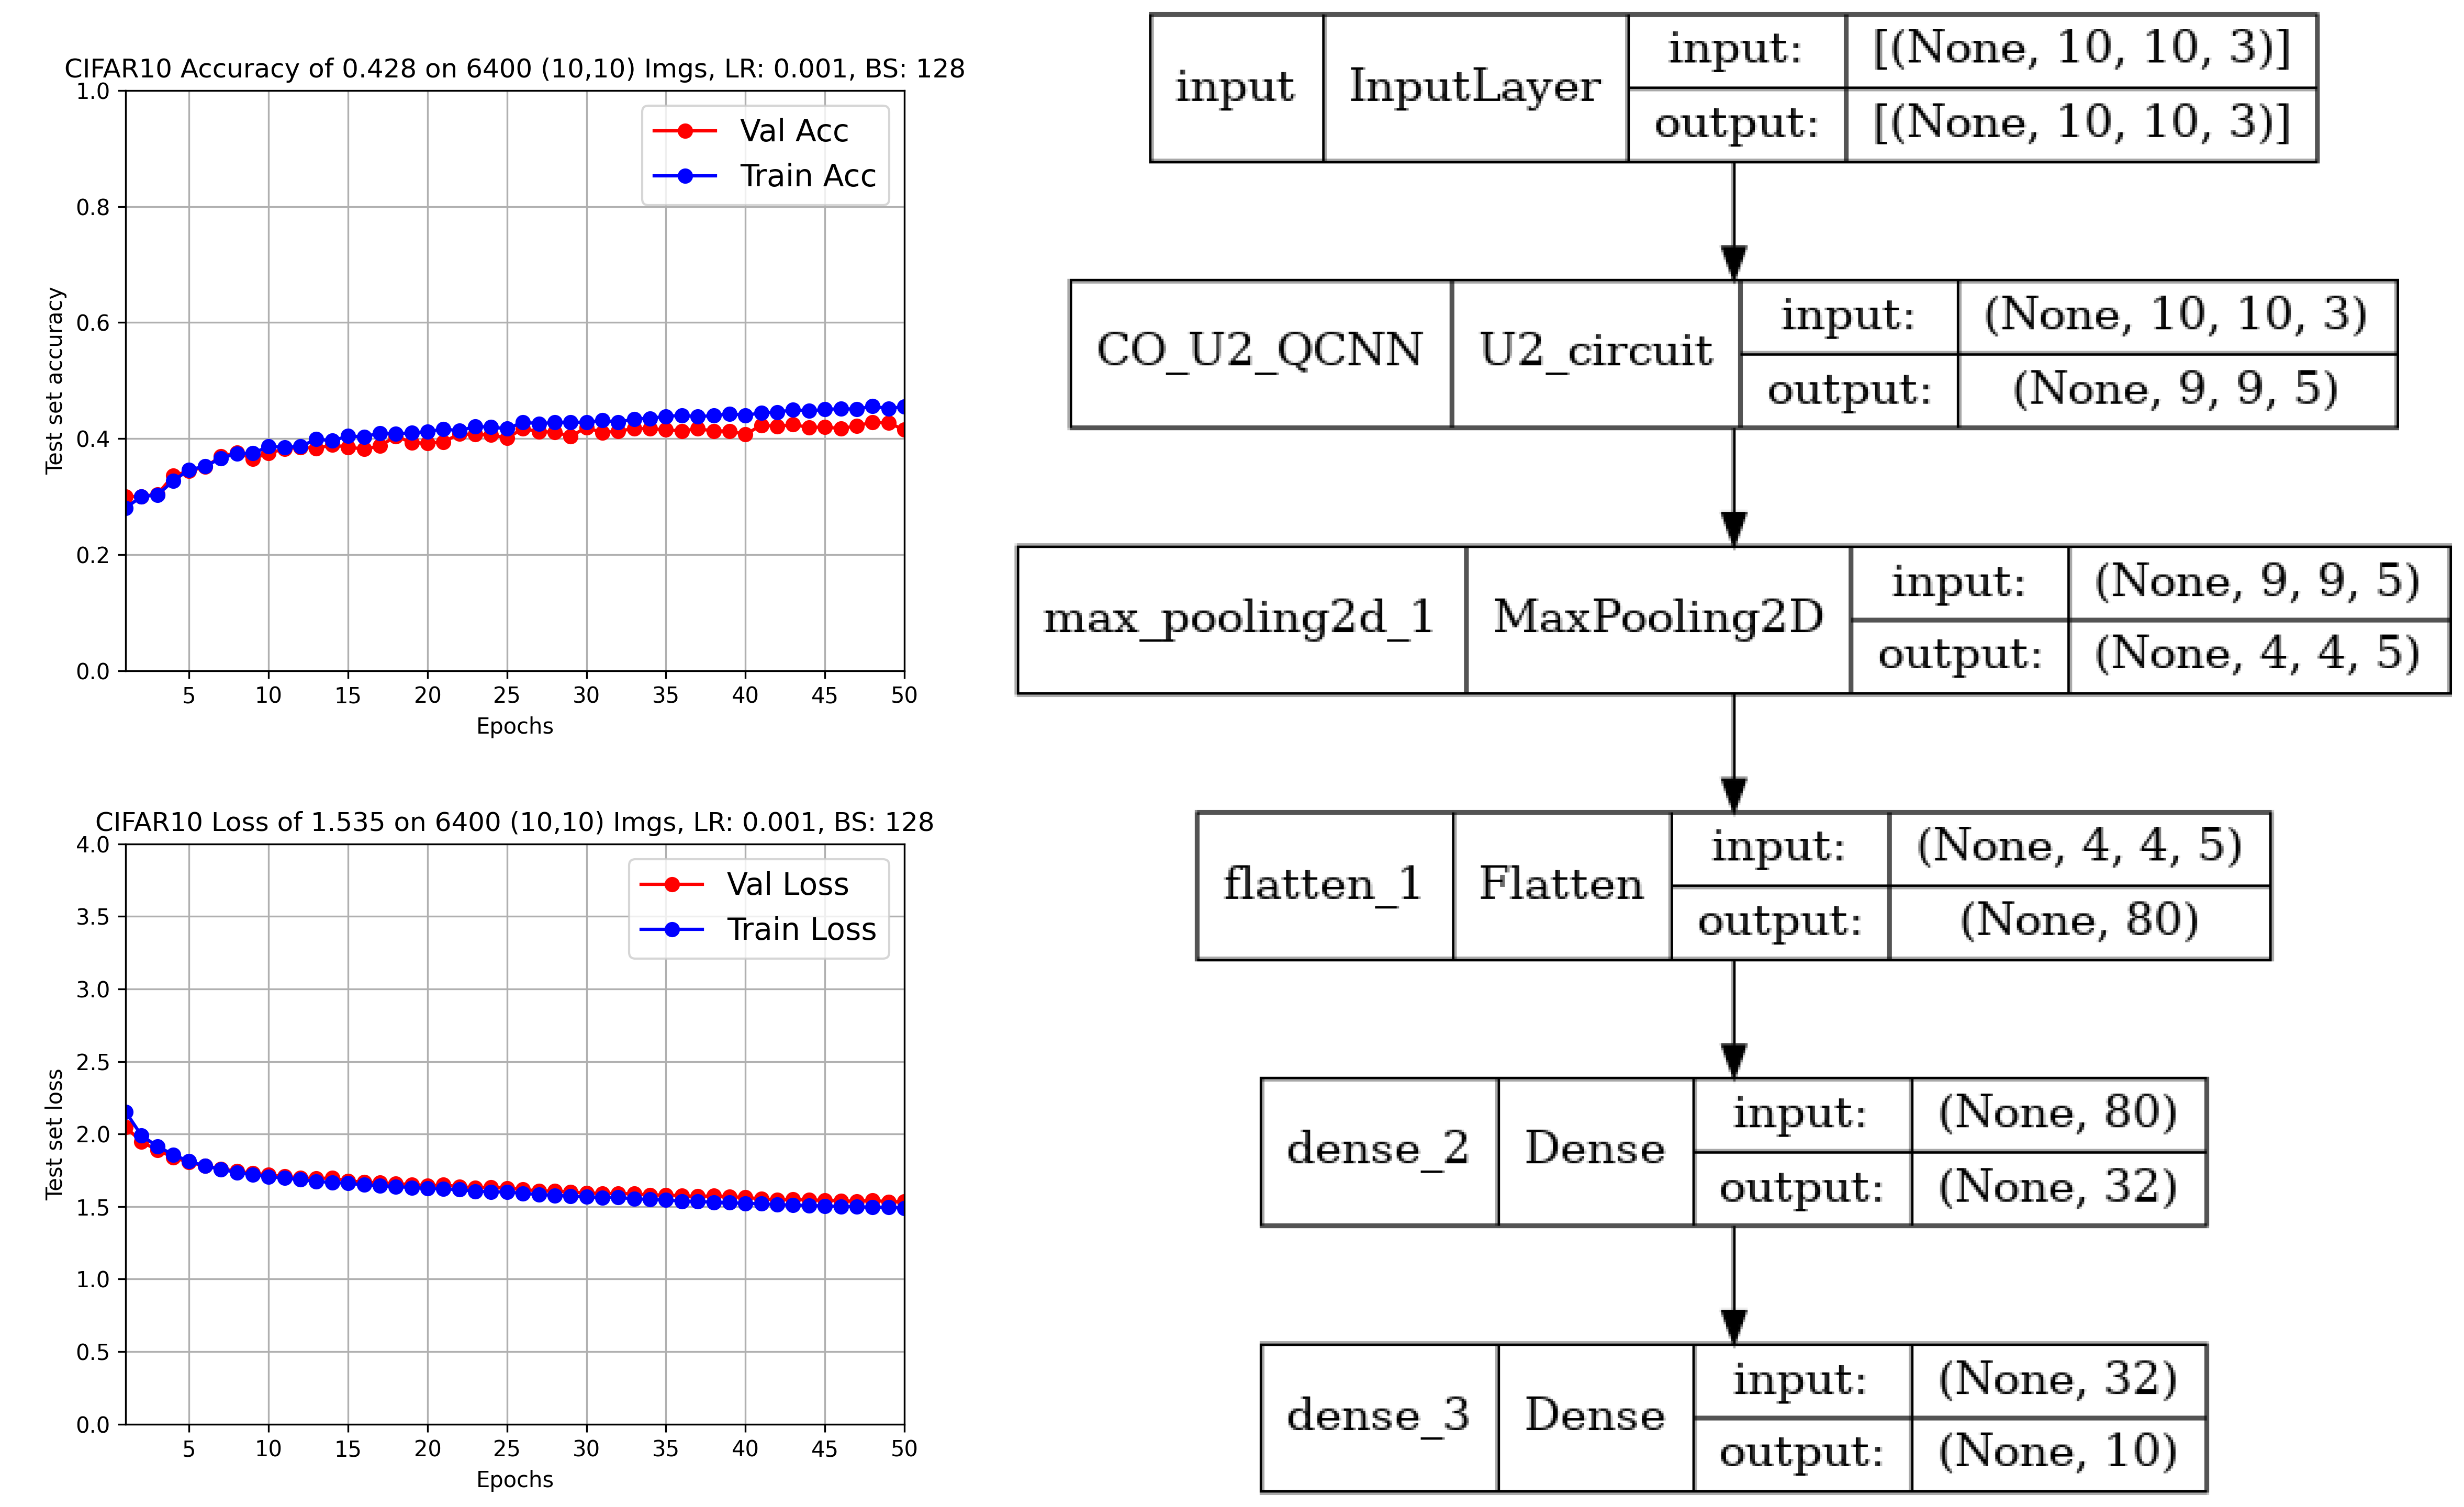 CIFAR10 Accuracy of 0.428 on 6400 (10,10) Imgs, LR: 0.001, BS: 128
1.0
0.8
0.6
0.4
0.2
0.0
Test set accuracy
Val Acc
Train Acc
5 10 15 20 25 30 35 40 45 50
Epochs
CIFAR10 Loss of 1.535 on 6400 (10,10) Imgs, LR: 0.001, BS: 128
4.0
3.5
3.0
2.5
2.0
1.5
1.0
0.5
0.0
Test set loss
Val Loss
Train Loss
5 10 15 20 25 30 35 40 45 50
Epochs
input InputLayer
input: [(None, 10, 10, 3)]
output: [(None, 10, 10, 3)]
CO_U2_QCNN U2_circuit
input: (None, 10, 10, 3)
output: (None, 9, 9, 5)
max_pooling2d_1 MaxPooling2D
input: (None, 9, 9, 5)
output: (None, 4, 4, 5)
flatten_1 Flatten
input: (None, 4, 4, 5)
output: (None, 80)
dense_2 Dense
input: (None, 80)
output: (None, 32)
dense_3 Dense
input: (None, 32)
output: (None, 10)